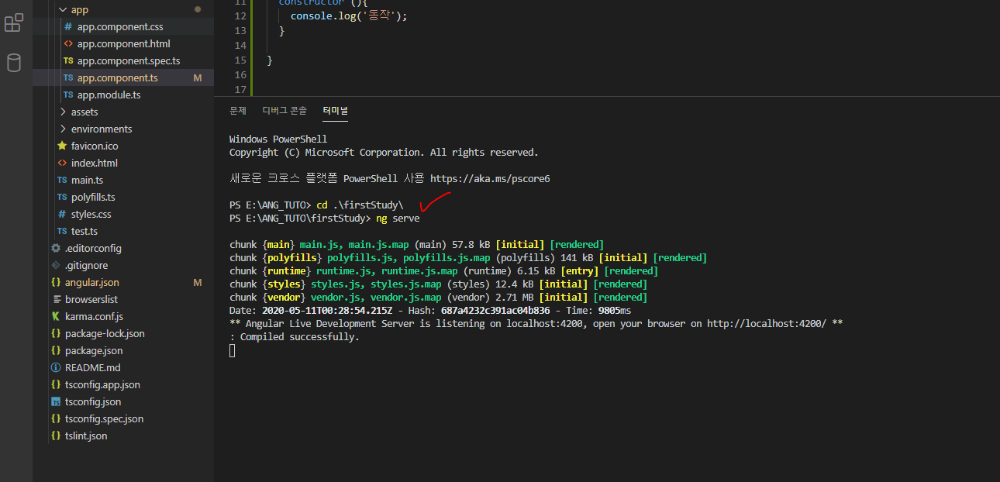 app
# app.component.css
<> app.component.html
TS app.component.spec.ts
TS app.component.ts M
TS app.module.ts
assets
environments
favicon.ico
<> index.html
TS main.ts
TS polyfills.ts
# styles.css
TS test.ts
.editorconfig
.gitignore
{} angular.json M
browserslist
karma.conf.js
{} package-lock.json
{} package.json
README.md
{} tsconfig.app.json
TS tsconfig.json
{} tsconfig.spec.json
{} tslint.json
11 constructor (){
12 console.log('동작');
13 }
14
15 }
16
17
문제 디버그 콘솔 터미널
Windows PowerShell
Copyright (C) Microsoft Corporation. All rights reserved.
새로운 크로스 플랫폼 PowerShell 사용 https://aka.ms/pscore6
PS E:\ANG_TUTO> cd .\firstStudy\
PS E:\ANG_TUTO\firstStudy> ng serve
chunk {main} main.js, main.js.map (main) 57.8 kB [initial] [rendered]
chunk {polyfills} polyfills.js, polyfills.js.map (polyfills) 141 kB [initial] [rendered]
chunk {runtime} runtime.js, runtime.js.map (runtime) 6.15 kB [entry] [rendered]
chunk {styles} styles.js, styles.js.map (styles) 12.4 kB [initial] [rendered]
chunk {vendor} vendor.js, vendor.js.map (vendor) 2.71 MB [initial] [rendered]
Date: 2020-05-11T00:28:54.215Z - Hash: 687a4232c391ac04b836 - Time: 9805ms
** Angular Live Development Server is listening on localhost:4200, open your browser on http://localhost:4200/ **
: Compiled successfully.